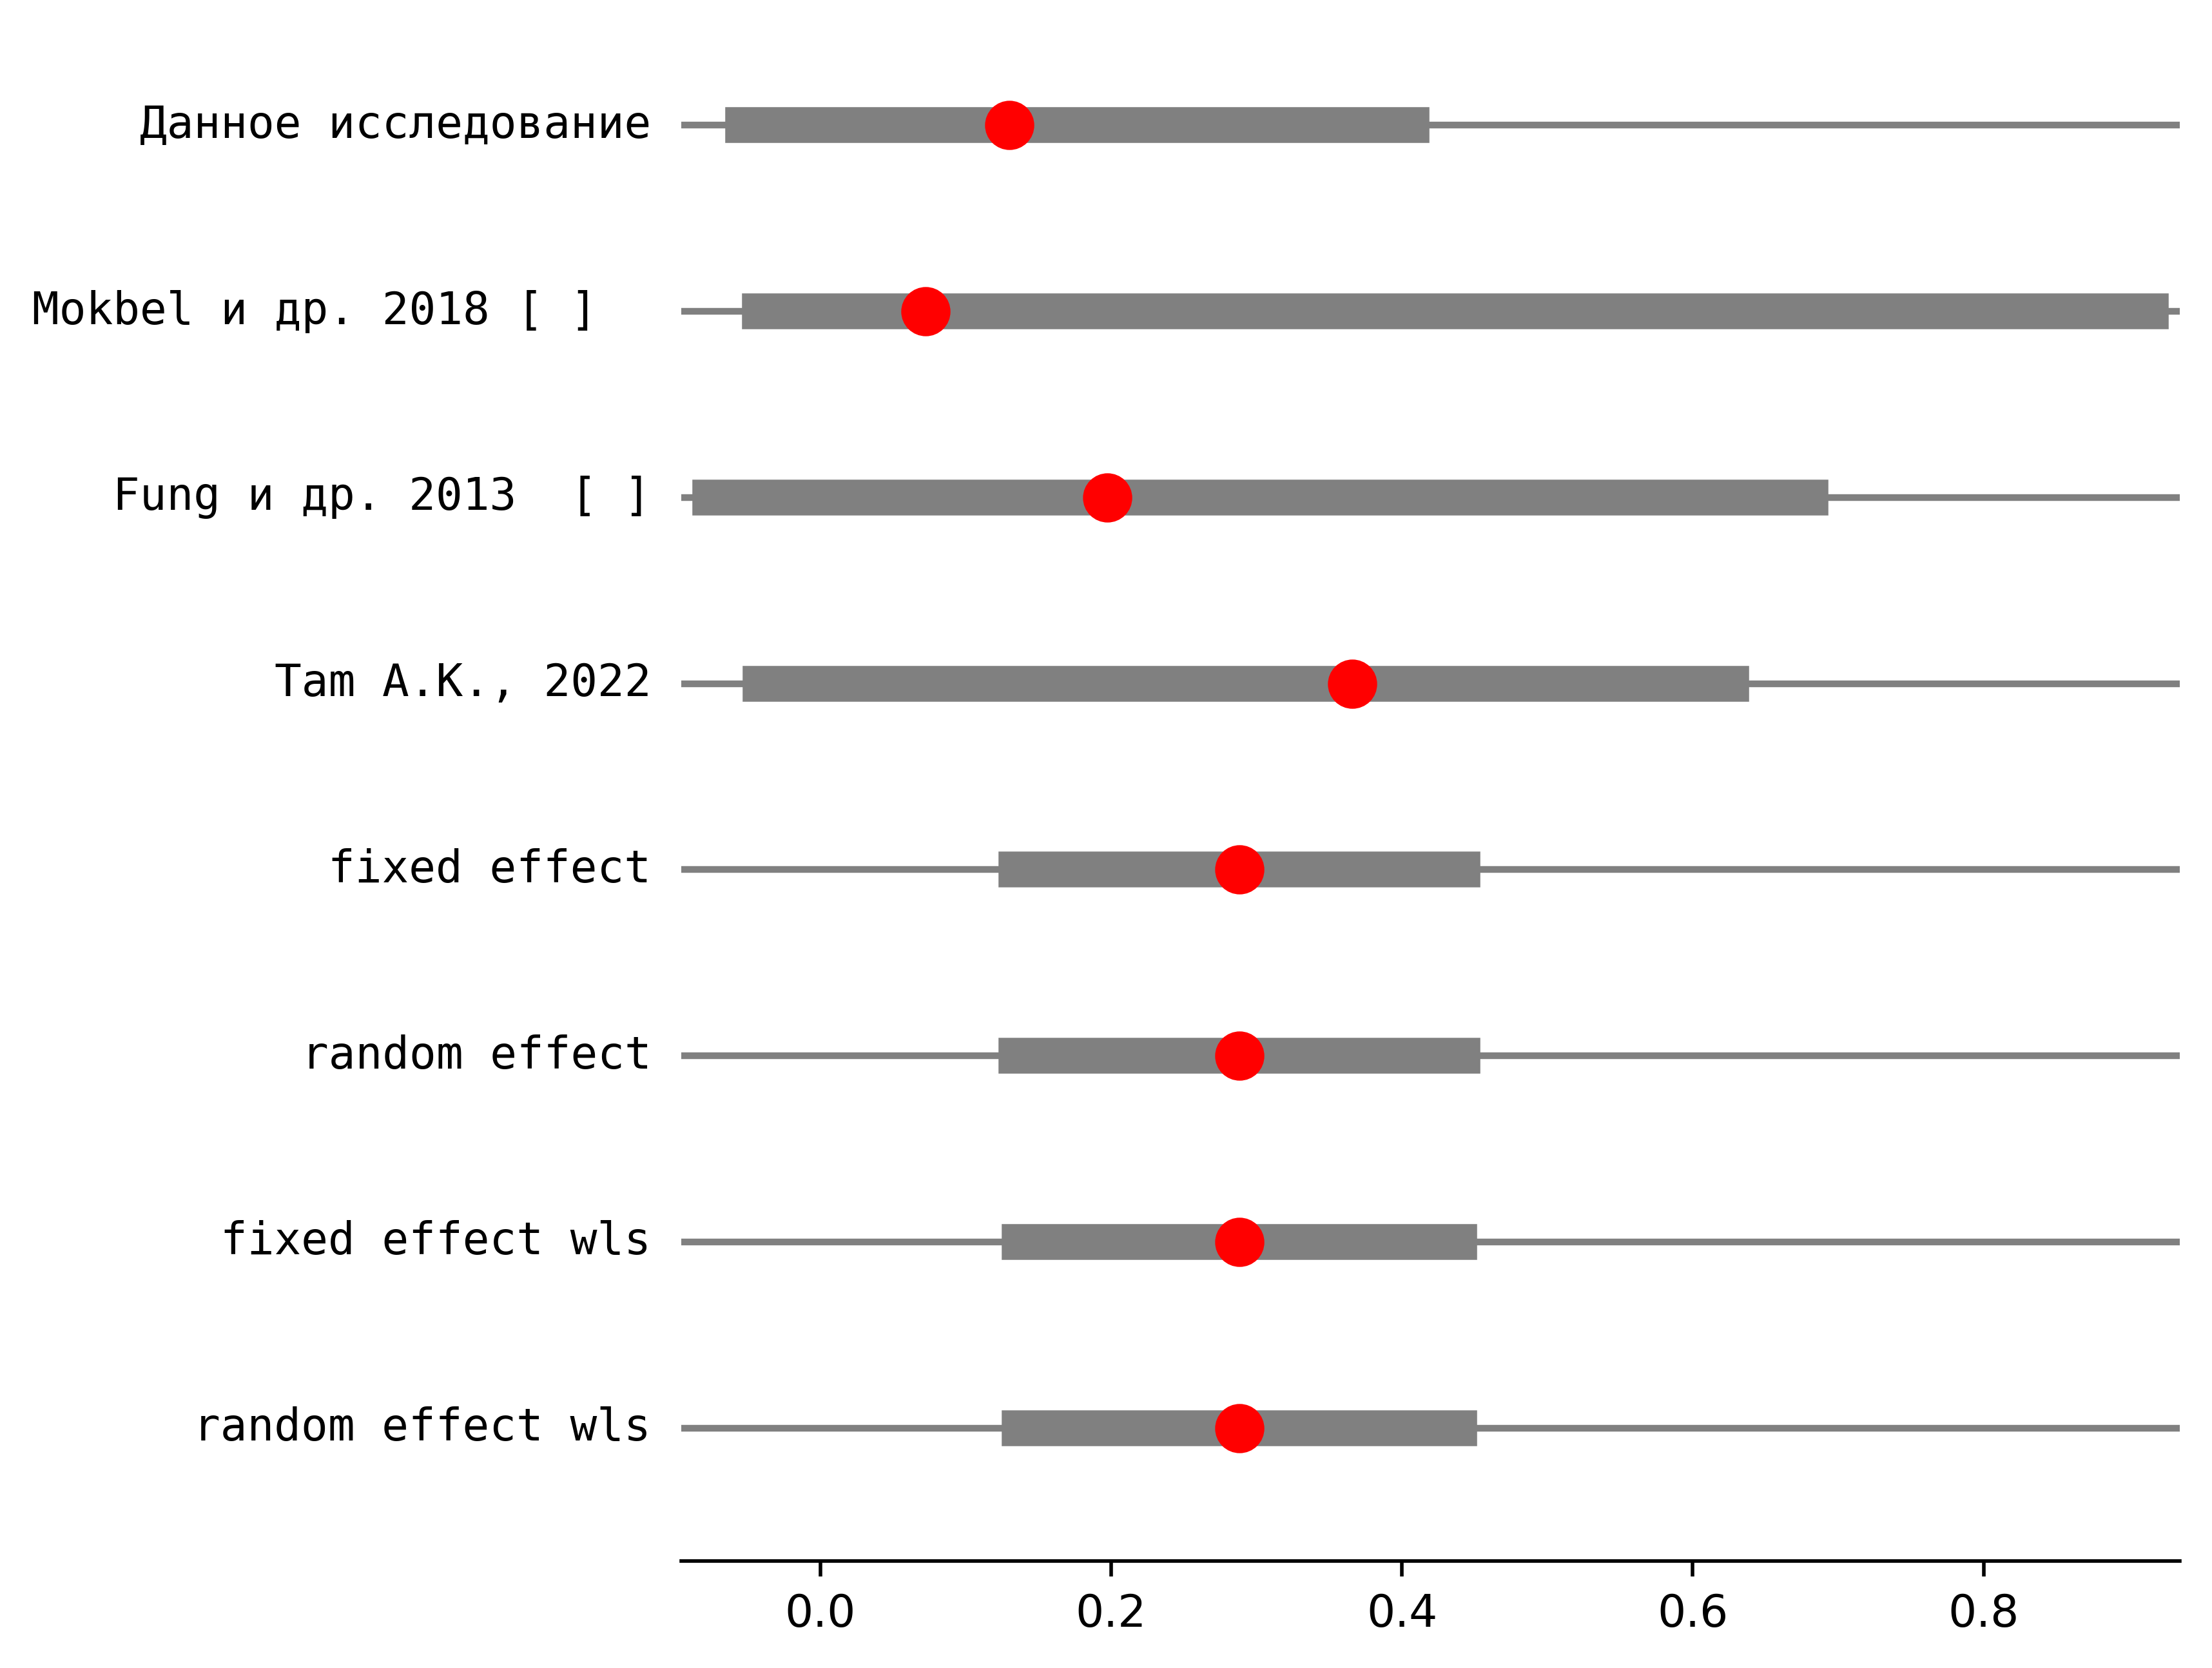 Данное исследование
Mokbel и др. 2018 [ ]
Fung и др. 2013  [ ]
Tam A.K., 2022
fixed effect
random effect
fixed effect wls
random effect wls
0.0 0.2 0.4 0.6 0.8